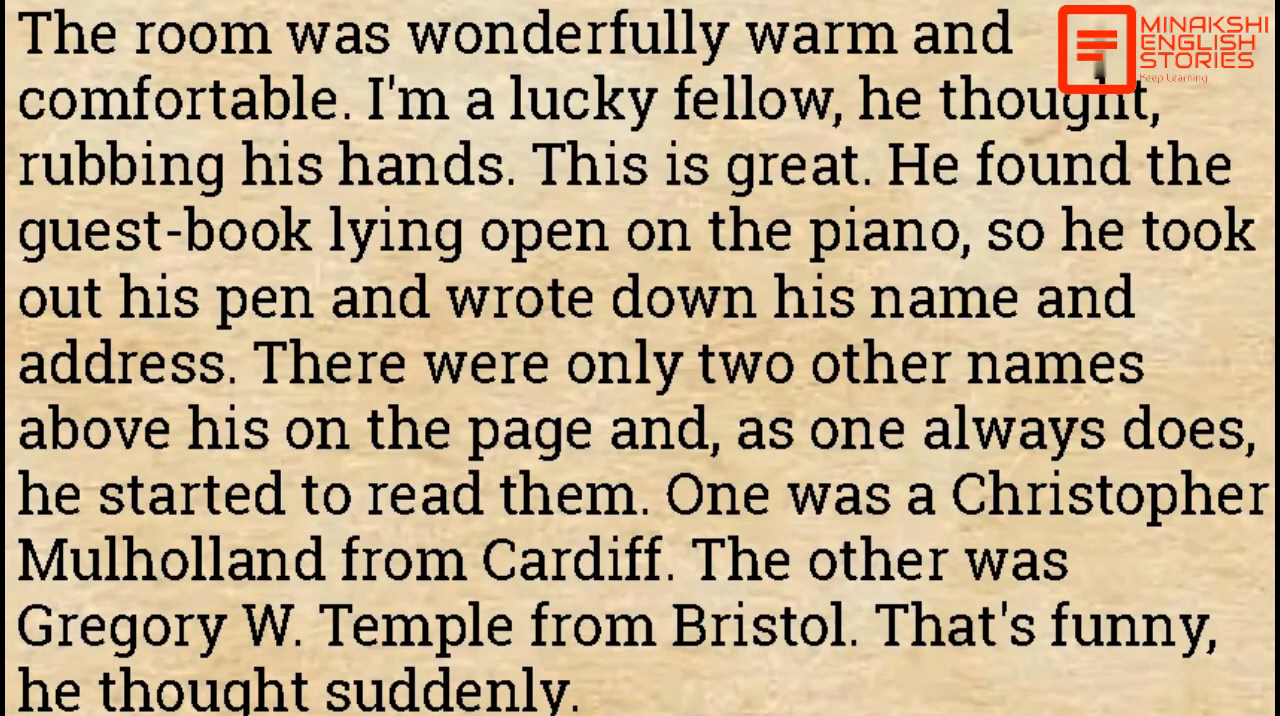 The room was wonderfully warm and
comfortable. I'm a lucky fellow, he thought,
rubbing his hands. This is great. He found the
guest-book lying open on the piano, so he took
out his pen and wrote down his name and
address. There were only two other names
above his on the page and, as one always does,
he started to read them. One was a Christopher
Mulholland from Cardiff. The other was
Gregory W. Temple from Bristol. That's funny,
he thought suddenly.
MINAKSHI
ENGLISH
STORIES
Keep Learning